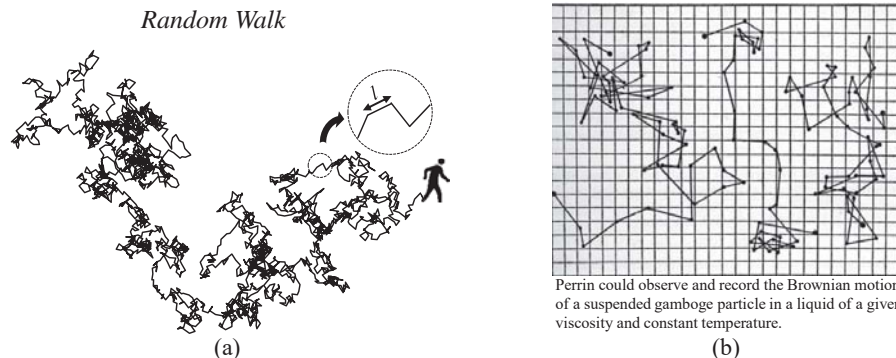 Random Walk
l
Perrin could observe and record the Brownian motion
of a suspended gamboge particle in a liquid of a given
viscosity and constant temperature.
(a)
(b)